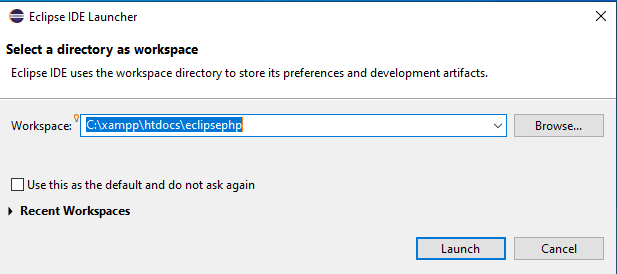 Eclipse IDE Launcher
Select a directory as workspace
Eclipse IDE uses the workspace directory to store its preferences and development artifacts.
Workspace: C:\xampp\htdocs\eclipsephp Browse...
Use this as the default and do not ask again
Recent Workspaces
Launch Cancel